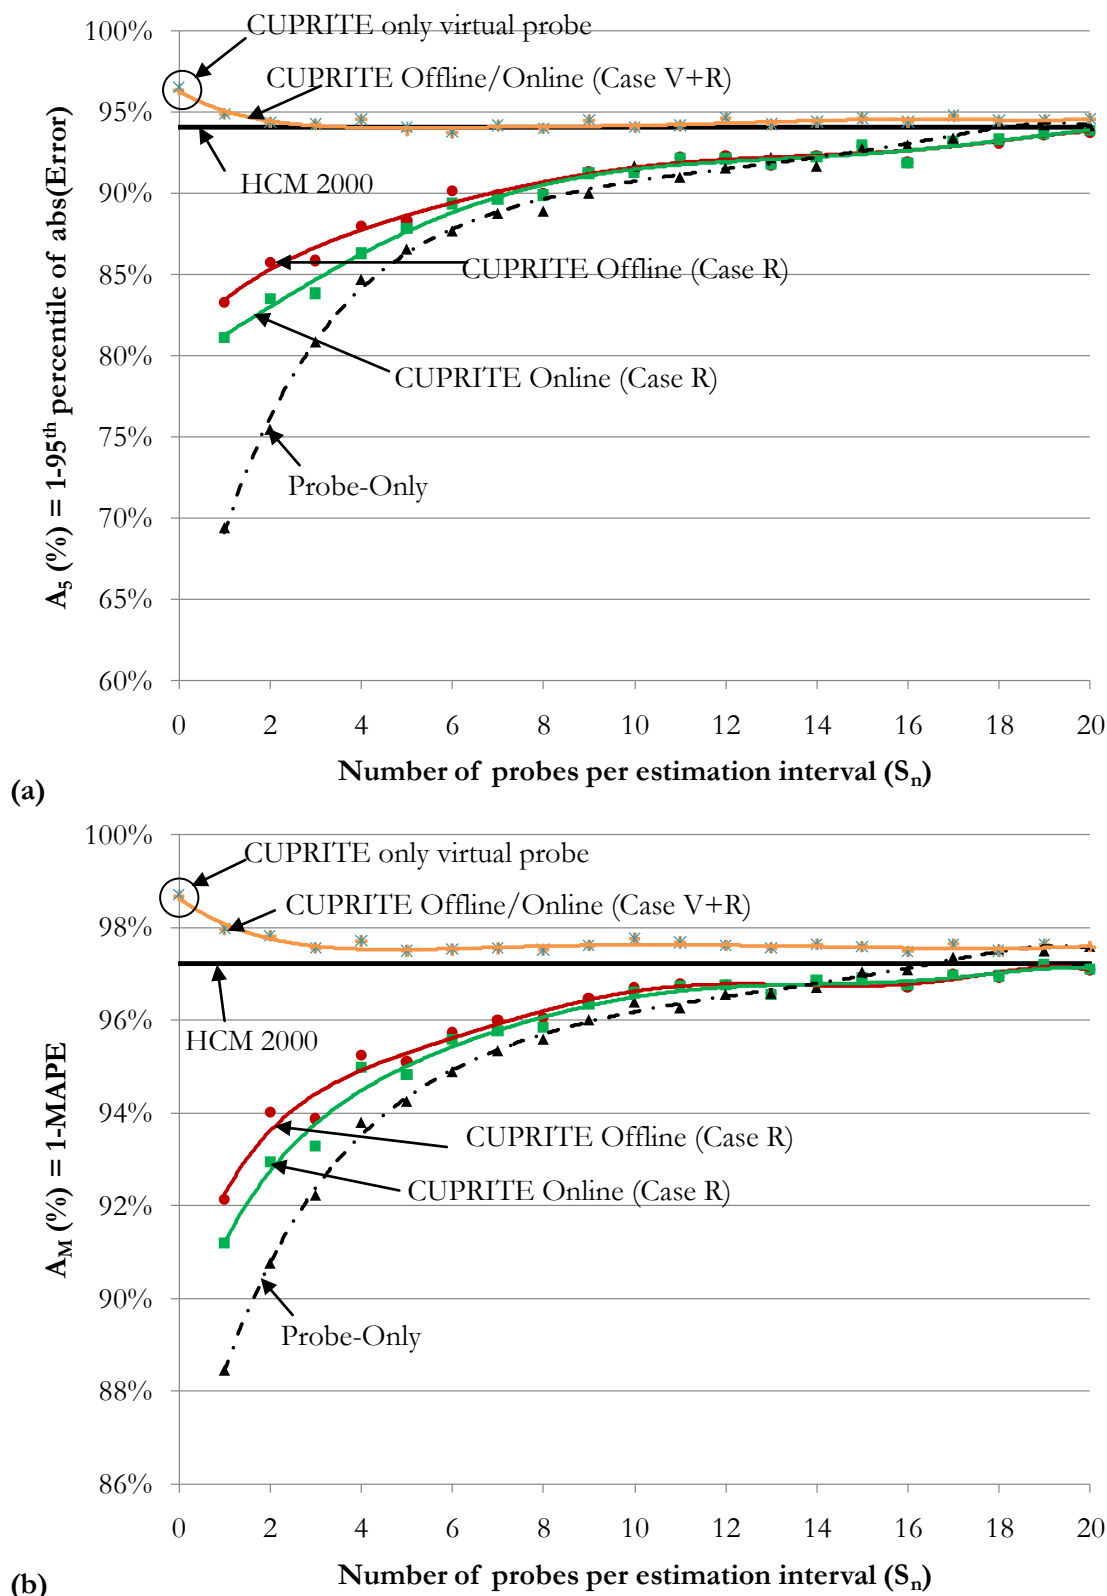 100%
95%
90%
85%
80%
75%
70%
65%
60%
A5 (%) = 1-95th percentile of abs(Error)
CUPRITE only virtual probe
CUPRITE Offline/Online (Case V+R)
HCM 2000
CUPRITE Offline (Case R)
CUPRITE Online (Case R)
Probe-Only
0 2 4 6 8 10 12 14 16 18 20
Number of probes per estimation interval (Sn)
(a)
100%
98%
96%
94%
92%
90%
88%
86%
AM (%) = 1-MAPE
CUPRITE only virtual probe
CUPRITE Offline/Online (Case V+R)
HCM 2000
CUPRITE Offline (Case R)
CUPRITE Online (Case R)
Probe-Only
0 2 4 6 8 10 12 14 16 18 20
Number of probes per estimation interval (Sn)
(b)